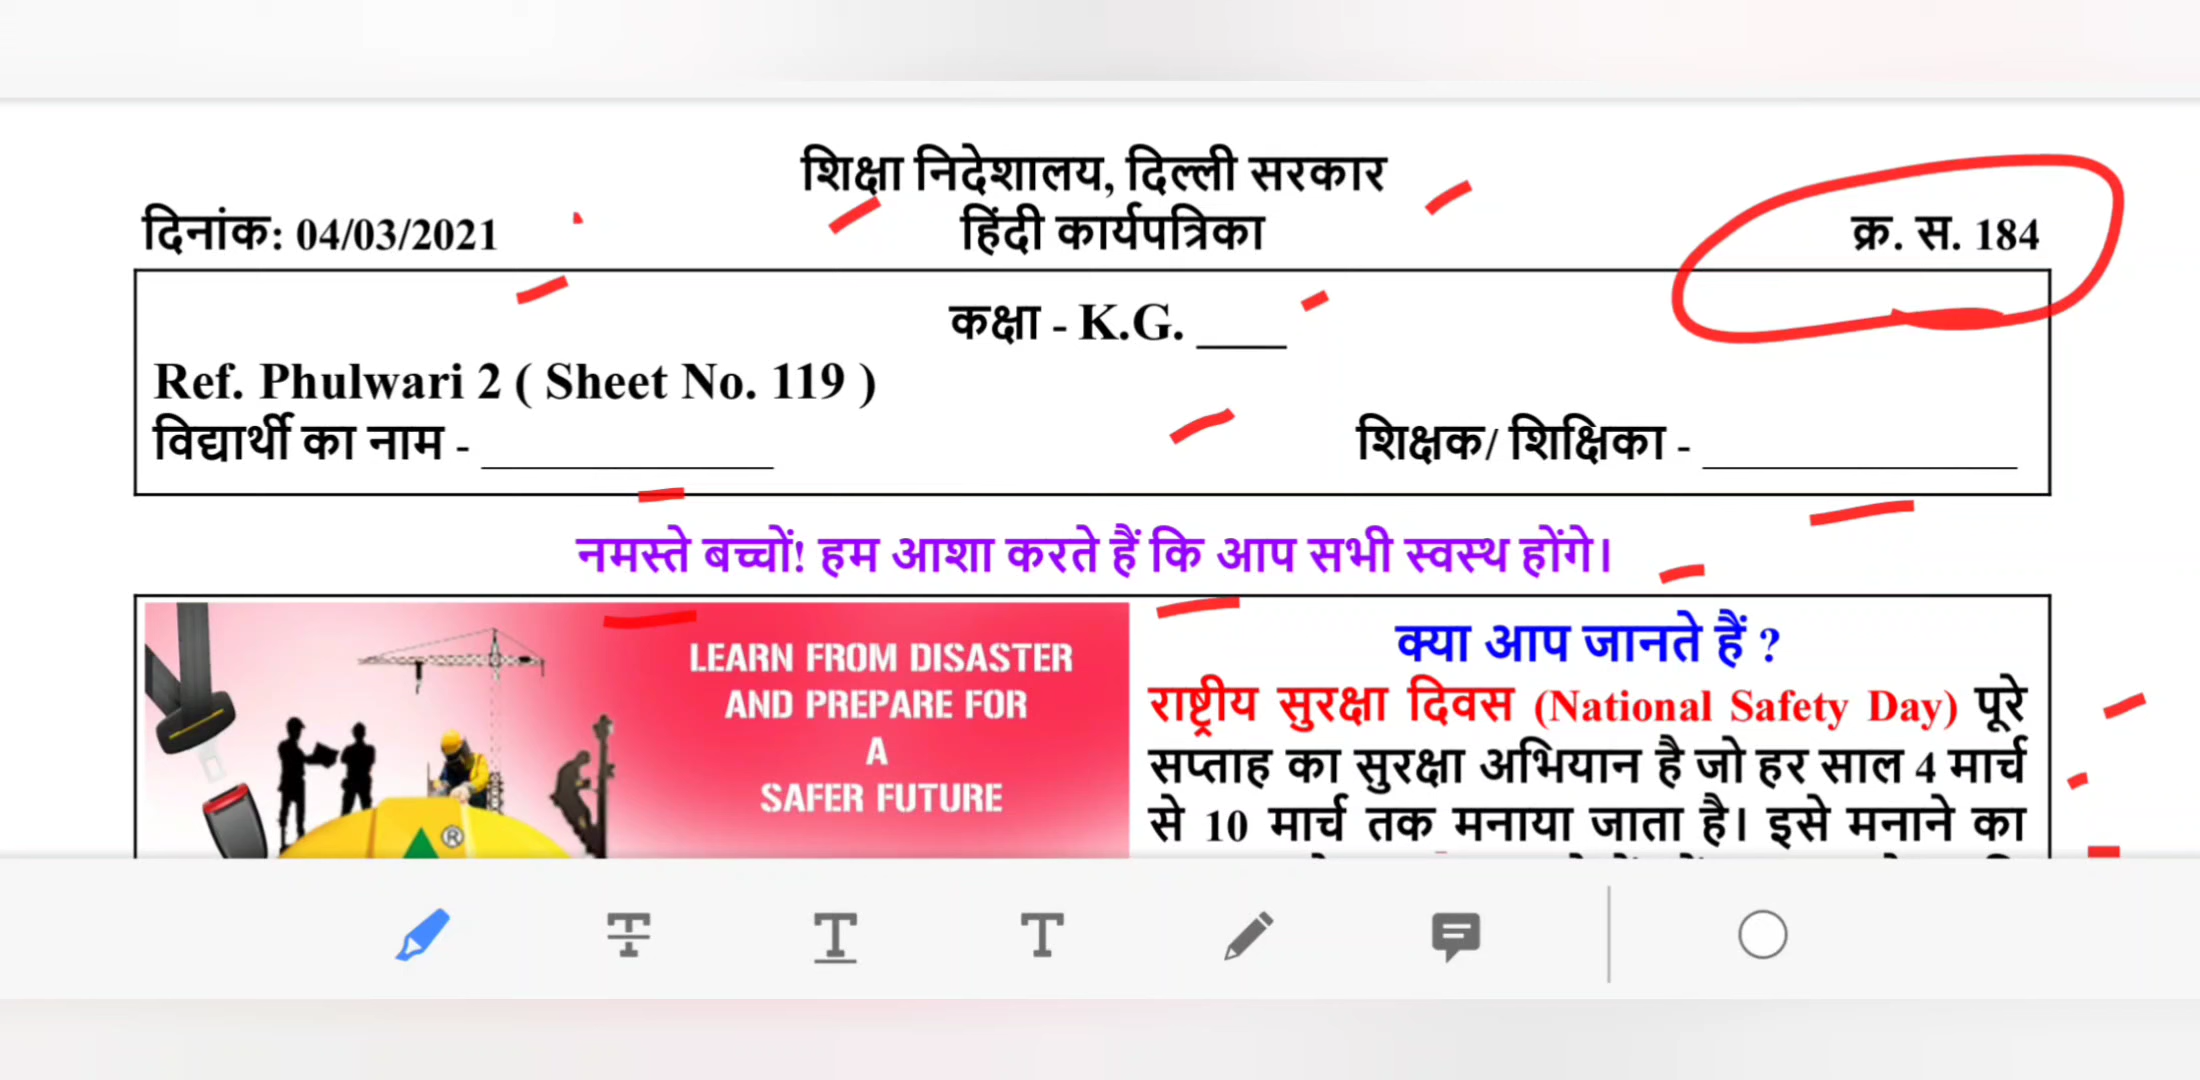 शिक्षा निदेशालय, दिल्ली सरकार
दिनांक: 04/03/2021 हिंदी कार्यपत्रिका क्र. स. 184
कक्षा - K.G. ____
Ref. Phulwari 2 ( Sheet No. 119 )
विद्यार्थी का नाम - _____________ शिक्षक/ शिक्षिका - ______________
नमस्ते बच्चों! हम आशा करते हैं कि आप सभी स्वस्थ होंगे।
LEARN FROM DISASTER
AND PREPARE FOR
A
SAFER FUTURE
®
क्या आप जानते हैं ?
राष्ट्रीय सुरक्षा दिवस (National Safety Day) पूरे
सप्ताह का सुरक्षा अभियान है जो हर साल 4 मार्च
से 10 मार्च तक मनाया जाता है। इसे मनाने का